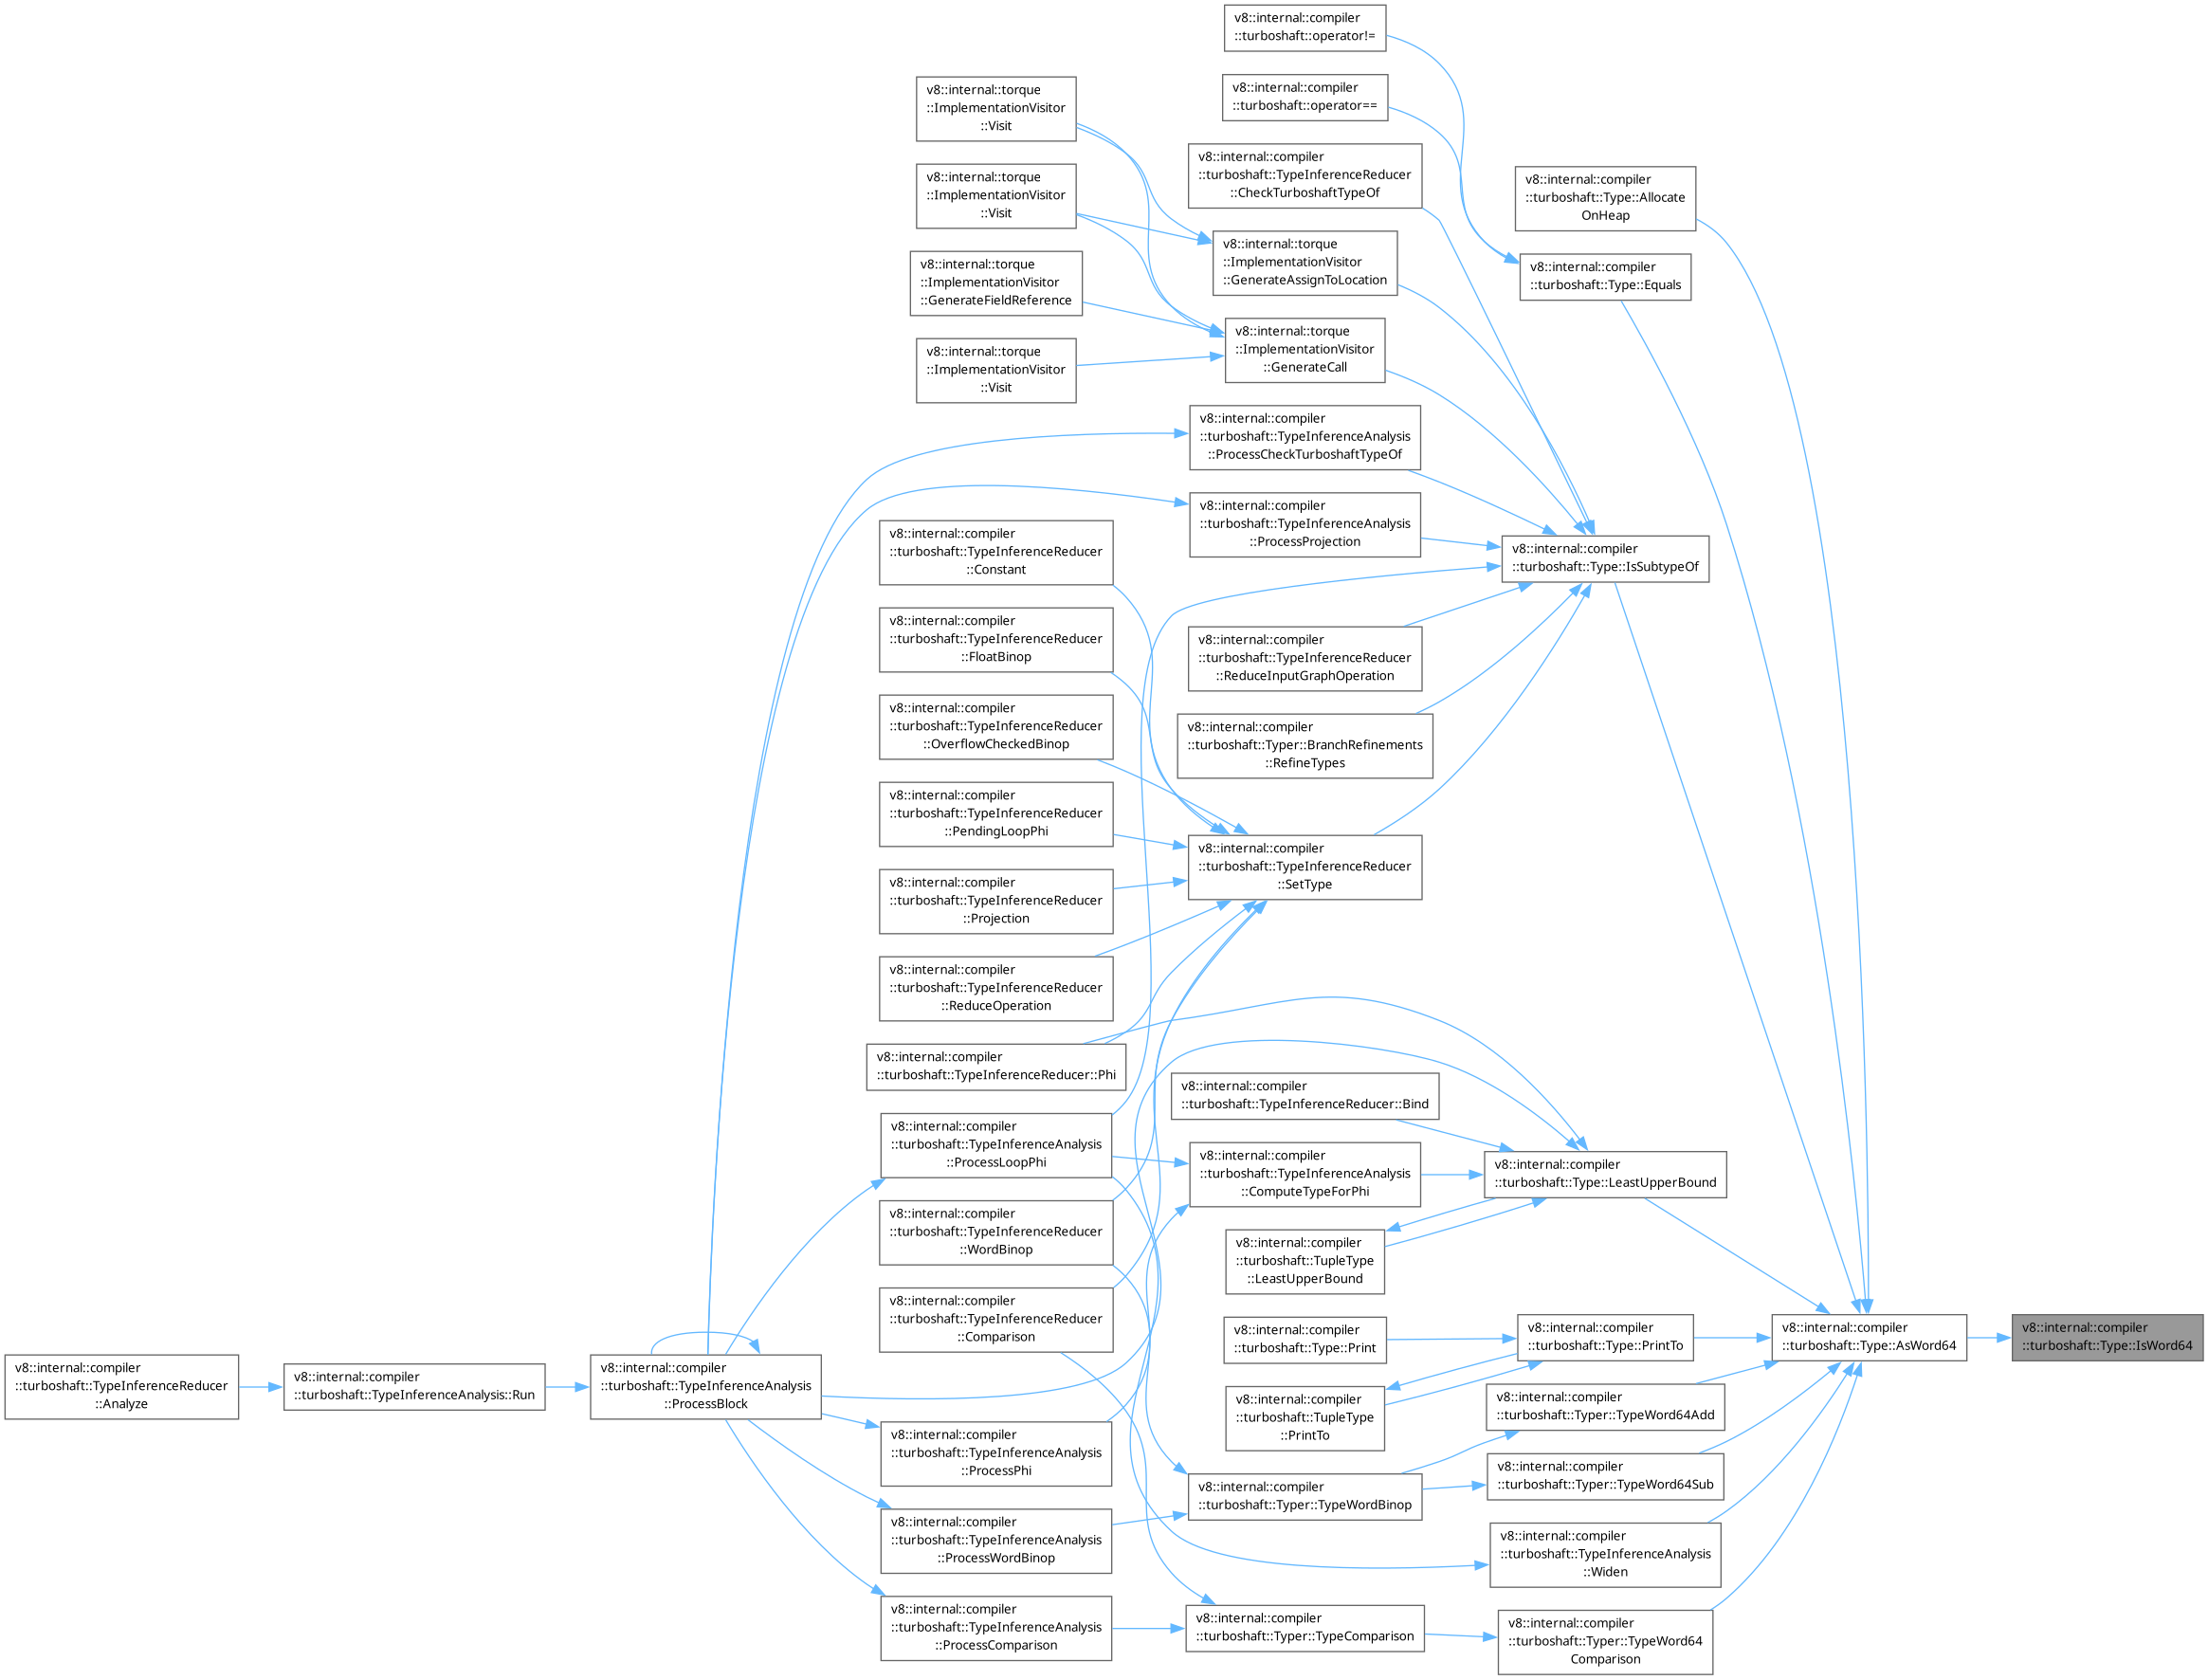 v8::internal::compiler
::turboshaft::operator!=
v8::internal::compiler
::turboshaft::operator==
v8::internal::torque
::ImplementationVisitor
::Visit
v8::internal::compiler
::turboshaft::TypeInferenceReducer
::CheckTurboshaftTypeOf
v8::internal::compiler
::turboshaft::Type::Allocate
OnHeap
v8::internal::torque
::ImplementationVisitor
::Visit
v8::internal::torque
::ImplementationVisitor
::GenerateAssignToLocation
v8::internal::compiler
::turboshaft::Type::Equals
v8::internal::torque
::ImplementationVisitor
::GenerateFieldReference
v8::internal::torque
::ImplementationVisitor
::GenerateCall
v8::internal::torque
::ImplementationVisitor
::Visit
v8::internal::compiler
::turboshaft::TypeInferenceAnalysis
::ProcessCheckTurboshaftTypeOf
v8::internal::compiler
::turboshaft::TypeInferenceAnalysis
::ProcessProjection
v8::internal::compiler
::turboshaft::TypeInferenceReducer
::Constant
v8::internal::compiler
::turboshaft::Type::IsSubtypeOf
v8::internal::compiler
::turboshaft::TypeInferenceReducer
::FloatBinop
v8::internal::compiler
::turboshaft::TypeInferenceReducer
::ReduceInputGraphOperation
v8::internal::compiler
::turboshaft::TypeInferenceReducer
::OverflowCheckedBinop
v8::internal::compiler
::turboshaft::Typer::BranchRefinements
::RefineTypes
v8::internal::compiler
::turboshaft::TypeInferenceReducer
::PendingLoopPhi
v8::internal::compiler
::turboshaft::TypeInferenceReducer
::SetType
v8::internal::compiler
::turboshaft::TypeInferenceReducer
::Projection
v8::internal::compiler
::turboshaft::TypeInferenceReducer
::ReduceOperation
v8::internal::compiler
::turboshaft::TypeInferenceReducer::Phi
v8::internal::compiler
::turboshaft::TypeInferenceReducer::Bind
v8::internal::compiler
::turboshaft::TypeInferenceAnalysis
::ProcessLoopPhi
v8::internal::compiler
::turboshaft::TypeInferenceAnalysis
::ComputeTypeForPhi
v8::internal::compiler
::turboshaft::Type::LeastUpperBound
v8::internal::compiler
::turboshaft::TypeInferenceReducer
::WordBinop
v8::internal::compiler
::turboshaft::TupleType
::LeastUpperBound
v8::internal::compiler
::turboshaft::TypeInferenceReducer
::Comparison
v8::internal::compiler
::turboshaft::Type::Print
v8::internal::compiler
::turboshaft::Type::PrintTo
v8::internal::compiler
::turboshaft::Type::AsWord64
v8::internal::compiler
::turboshaft::Type::IsWord64
v8::internal::compiler
::turboshaft::TypeInferenceReducer
::Analyze
v8::internal::compiler
::turboshaft::TypeInferenceAnalysis::Run
v8::internal::compiler
::turboshaft::TypeInferenceAnalysis
::ProcessBlock
v8::internal::compiler
::turboshaft::TupleType
::PrintTo
v8::internal::compiler
::turboshaft::Typer::TypeWord64Add
v8::internal::compiler
::turboshaft::TypeInferenceAnalysis
::ProcessPhi
v8::internal::compiler
::turboshaft::Typer::TypeWord64Sub
v8::internal::compiler
::turboshaft::Typer::TypeWordBinop
v8::internal::compiler
::turboshaft::TypeInferenceAnalysis
::ProcessWordBinop
v8::internal::compiler
::turboshaft::TypeInferenceAnalysis
::Widen
v8::internal::compiler
::turboshaft::TypeInferenceAnalysis
::ProcessComparison
v8::internal::compiler
::turboshaft::Typer::TypeComparison
v8::internal::compiler
::turboshaft::Typer::TypeWord64
Comparison